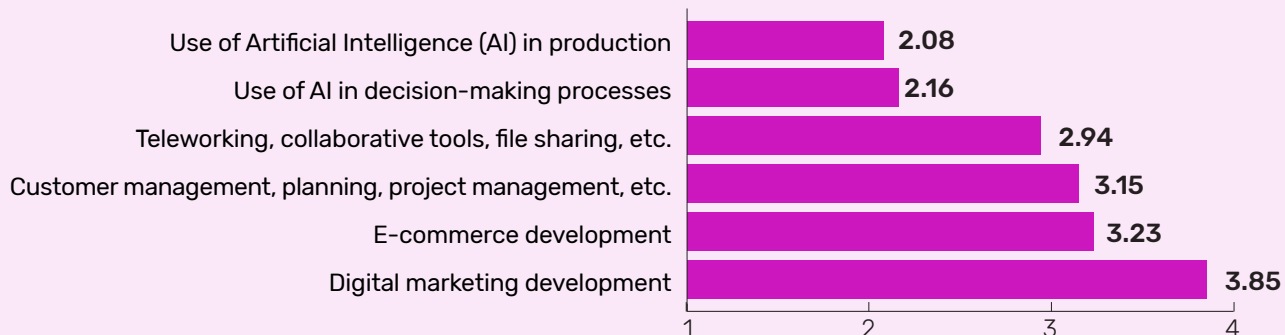 Use of Artificial Intelligence (AI) in production 2.08
Use of AI in decision-making processes 2.16
Teleworking, collaborative tools, file sharing, etc. 2.94
Customer management, planning, project management, etc. 3.15
E-commerce development 3.23
Digital marketing development 3.85
1 2 3 4